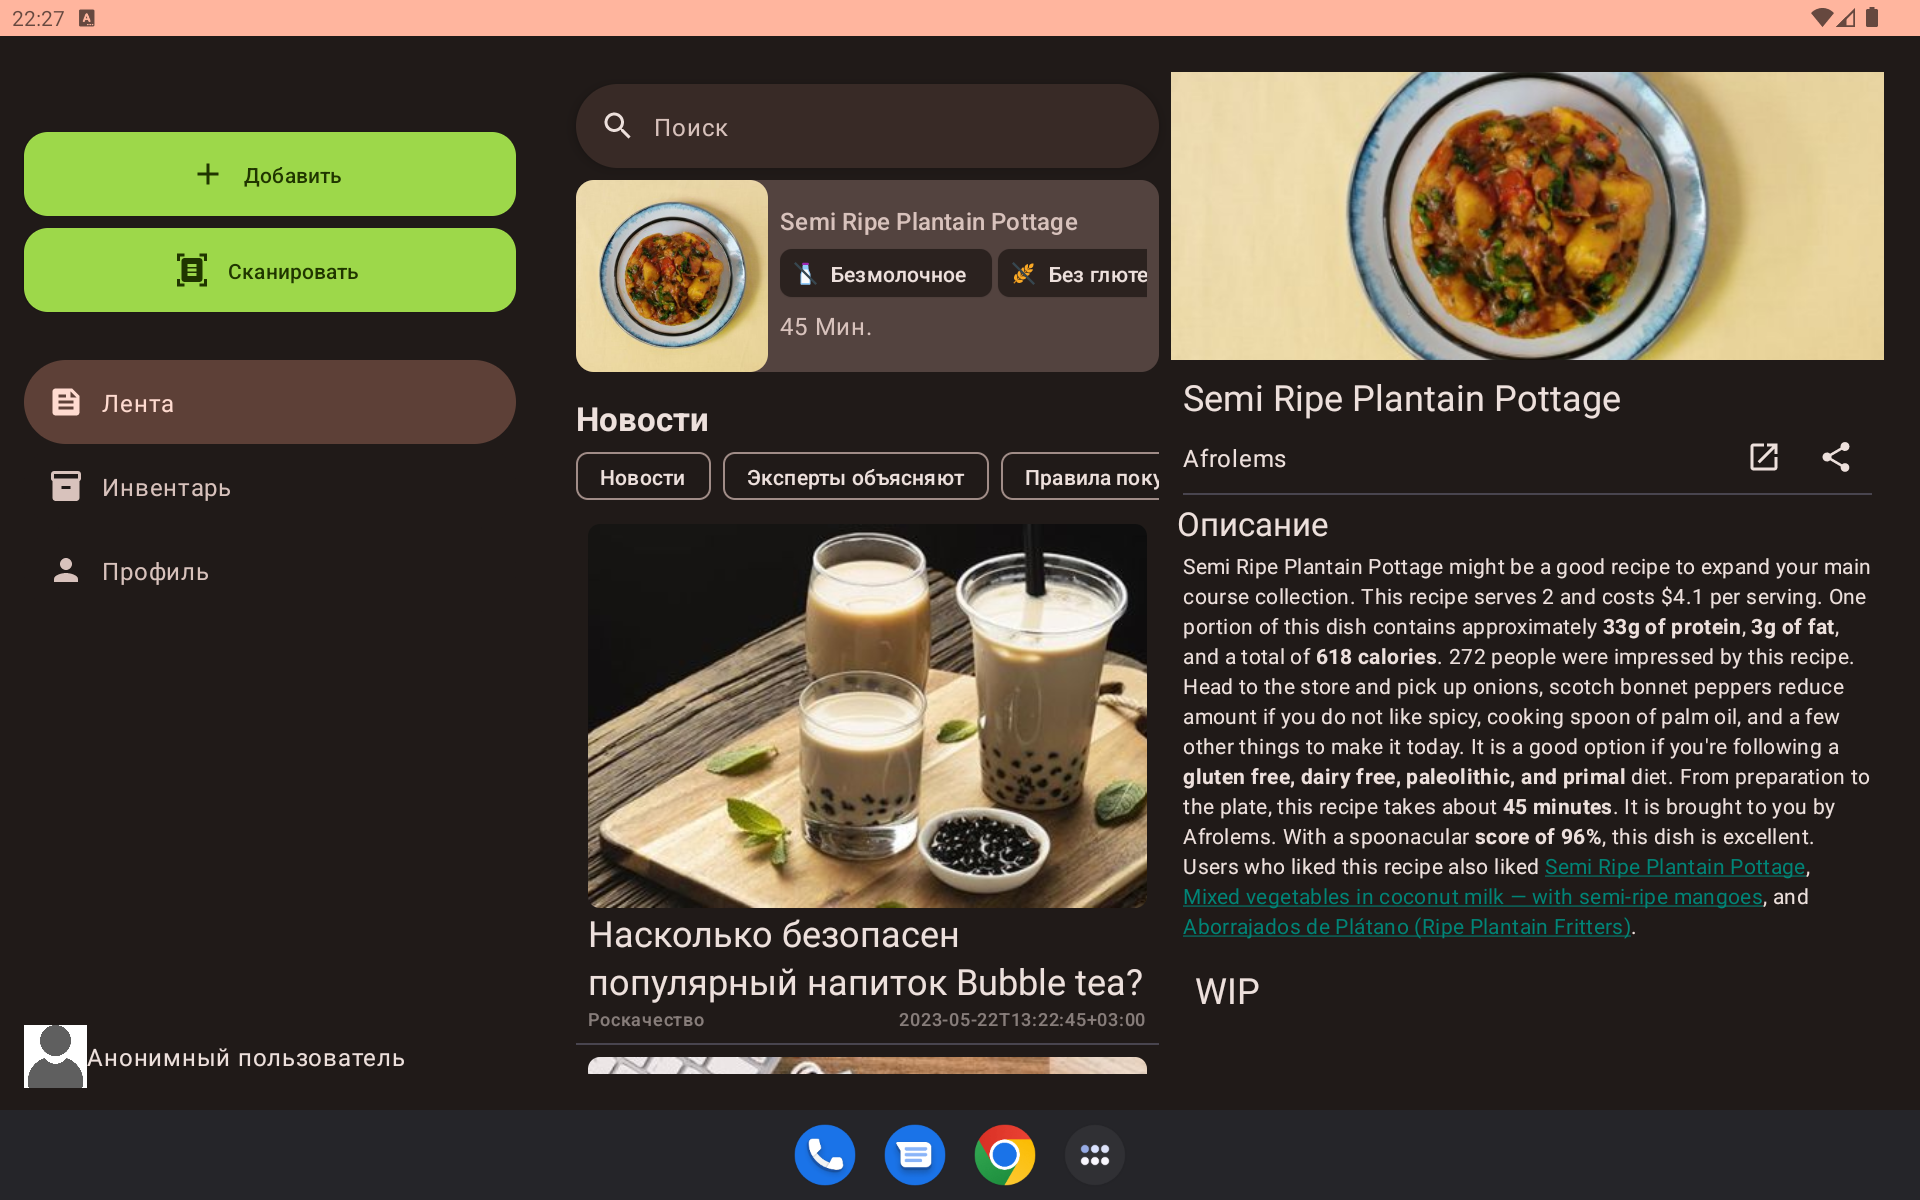 22:27
Добавить
Сканировать
Лента
Инвентарь
Профиль
Анонимный пользователь
Поиск
Semi Ripe Plantain Pottage
Безмолочное
Без глюте
45 Мин.
Новости
Новости
Эксперты объясняют
Правила поку
Насколько безопасен
популярный напиток Bubble tea?
Роскачество
2023-05-22T13:22:45+03:00
Semi Ripe Plantain Pottage
Afrolems
Описание
Semi Ripe Plantain Pottage might be a good recipe to expand your main
course collection. This recipe serves 2 and costs $4.1 per serving. One
portion of this dish contains approximately 33g of protein, 3g of fat,
and a total of 618 calories. 272 people were impressed by this recipe.
Head to the store and pick up onions, scotch bonnet peppers reduce
amount if you do not like spicy, cooking spoon of palm oil, and a few
other things to make it today. It is a good option if you're following a
gluten free, dairy free, paleolithic, and primal diet. From preparation to
the plate, this recipe takes about 45 minutes. It is brought to you by
Afrolems. With a spoonacular score of 96%, this dish is excellent.
Users who liked this recipe also liked Semi Ripe Plantain Pottage,
Mixed vegetables in coconut milk — with semi-ripe mangoes, and
Aborrajados de Plátano (Ripe Plantain Fritters).
WIP